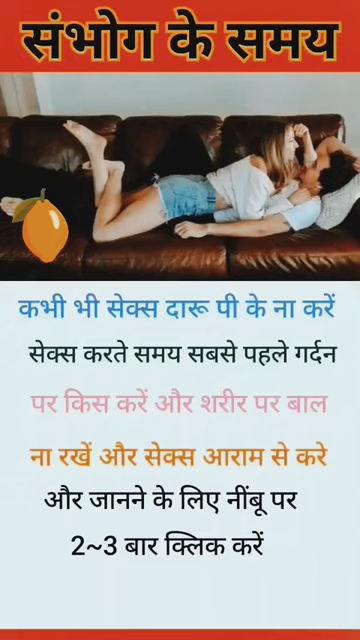 संभोग के समय
कभी भी सेक्स दारू पी के ना करें
सेक्स करते समय सबसे पहले गर्दन
पर किस करें और शरीर पर बाल
ना रखें और सेक्स आराम से करे
और जानने के लिए नींबू पर
2~3 बार क्लिक करें